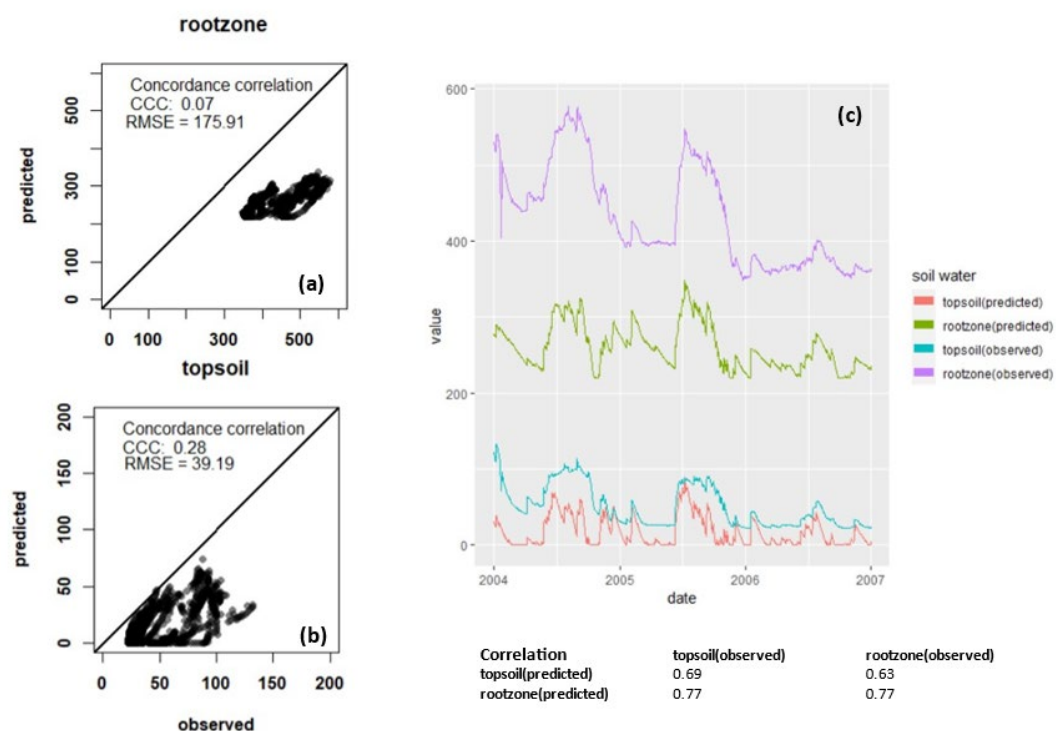 rootzone
Concordance correlation
CCC: 0.07
RMSE = 175.91
predicted
0 100 300 500
(a)
0 100 300 500
topsoil
Concordance correlation
CCC: 0.28
RMSE = 39.19
predicted
0 50 100 150 200
(b)
0 50 100 150 200
observed
(c)
value
600
400
200
0
2004 2005 2006 2007
date
soil water
topsoil(predicted)
rootzone(predicted)
topsoil(observed)
rootzone(observed)
Correlation topsoil(observed) rootzone(observed)
topsoil(predicted) 0.69 0.63
rootzone(predicted) 0.77 0.77